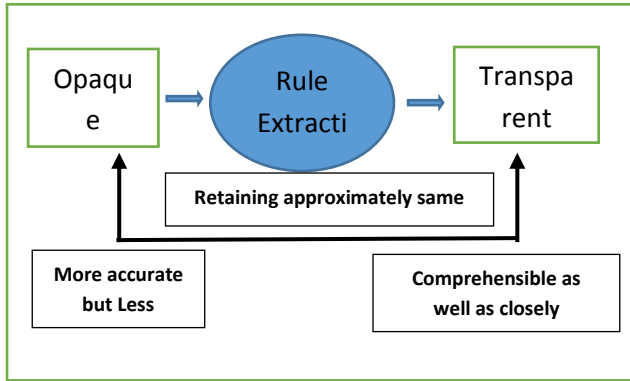 Opaqu
e
Rule
Extracti
Transpa
rent
Retaining approximately same
More accurate
but Less
Comprehensible as
well as closely